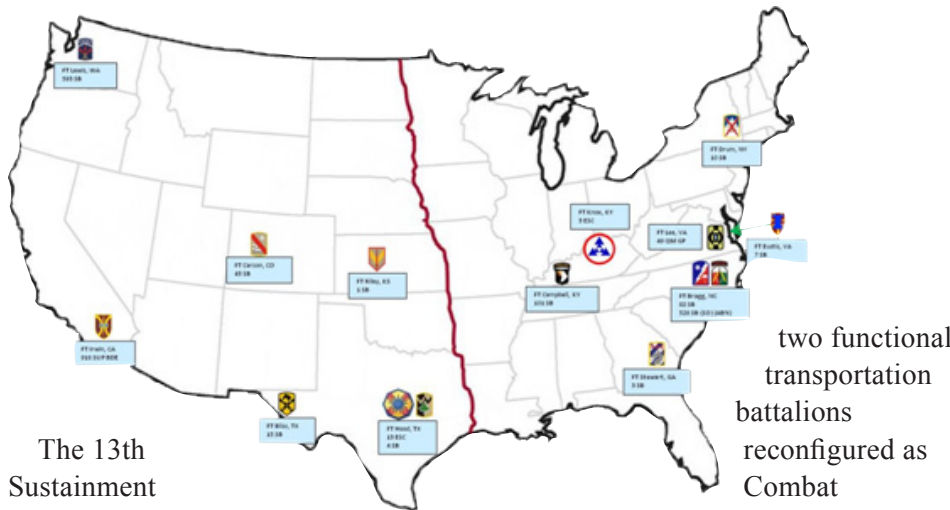 FT Lewis, WA
593 SB
FT Drum, NY
10 SB
FT Knox, KY
3 ESC
FT Lee, VA
49 QM GP
FT Eustis, VA
7 SB
FT Carson, CO
43 SB
FT Riley, KS
1 SB
FT Campbell, KY
101 SB
FT Bragg, NC
82 SB
528 SB (SO) (ABN)
FT Irwin, CA
916 SUP BDE
FT Stewart, GA
3 SB
FT Bliss, TX
15 SB
FT Hood, TX
13 ESC
4 SB
The 13th
Sustainment
two functional
transportation
battalions
reconfigured as
Combat